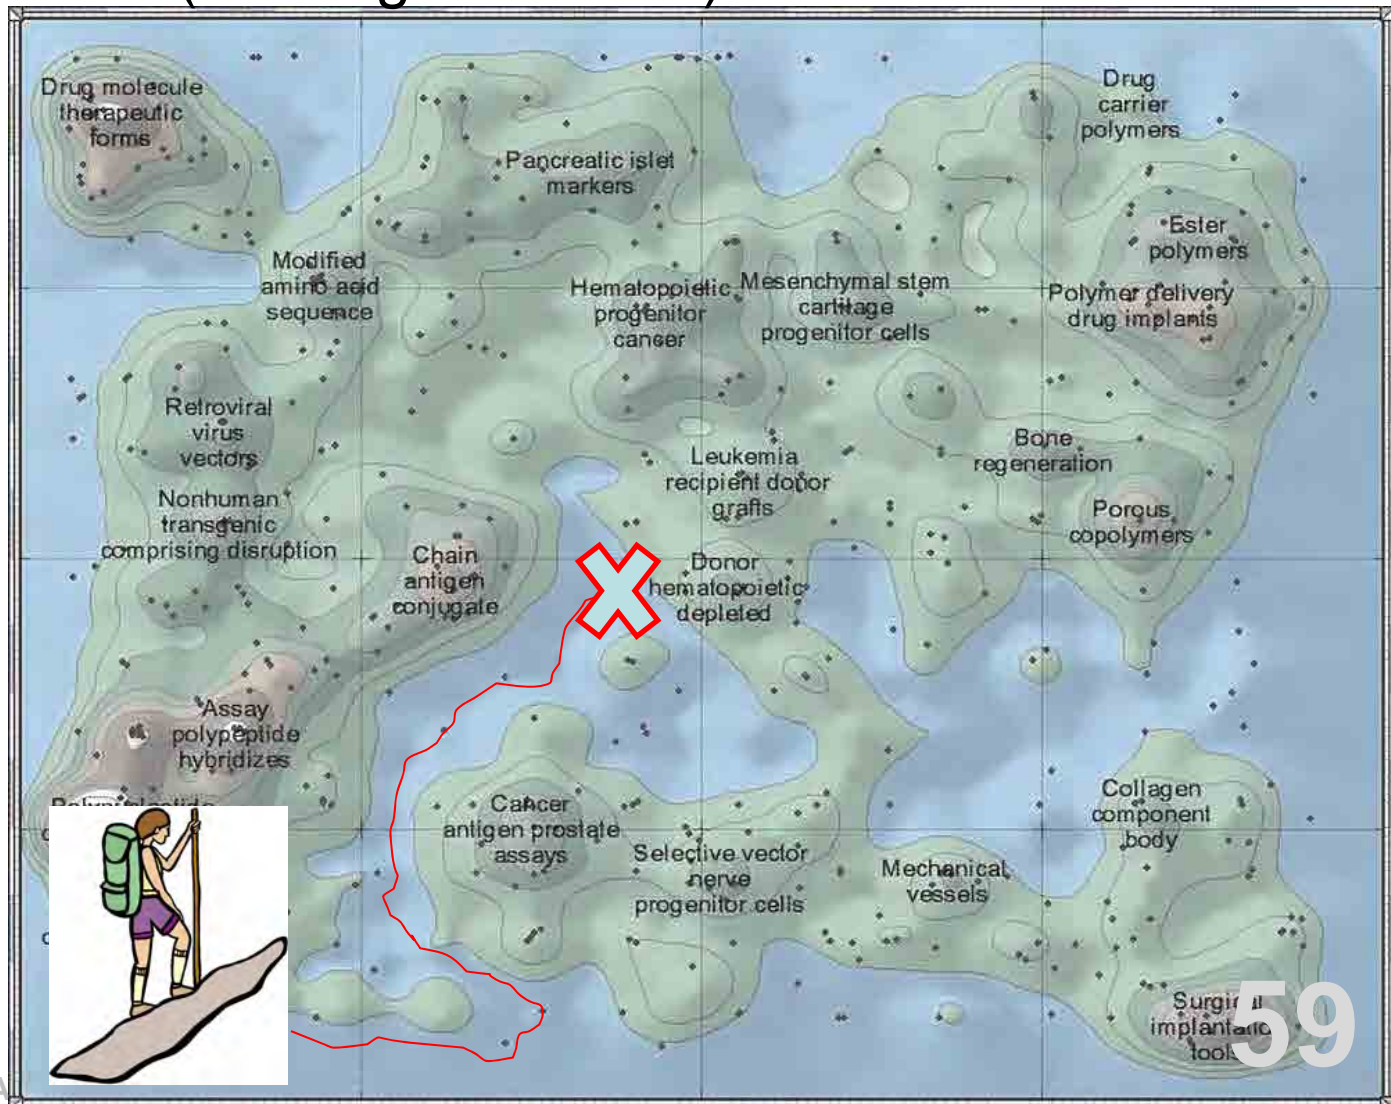 Drug molecule
therapeutic
forms
Pancreatic islet
markers
Drug
carrier
polymers
Ester
polymers
Modified
amino acid
sequence
Hematopoietic
progenitor
cancer
Mesenchymal stem
cartilage
progenitor cells
Polymer delivery
drug implants
Retroviral
virus
vectors
Leukemia
recipient donor
grafts
Bone
regeneration
Nonhuman
transgenic
comprising disruption
Porous
copolymers
Chain
antigen
conjugate
Donor
hematopoietic
depleted
Assay
polypeptide
hybridizes
Cancer
antigen prostate
assays
Selective vector
nerve
progenitor cells
Mechanical
vessels
Collagen
component
body
Surgical
implantatio
tools
59